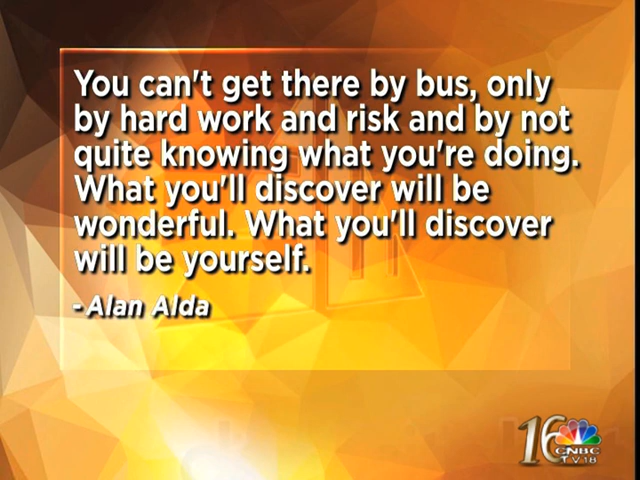 You can't get there by bus, only
by hard work and risk and by not
quite knowing what you're doing.
What you'll discover will be
wonderful. What you'll discover
will be yourself.
- Alan Alda
16
CNBC
TV18